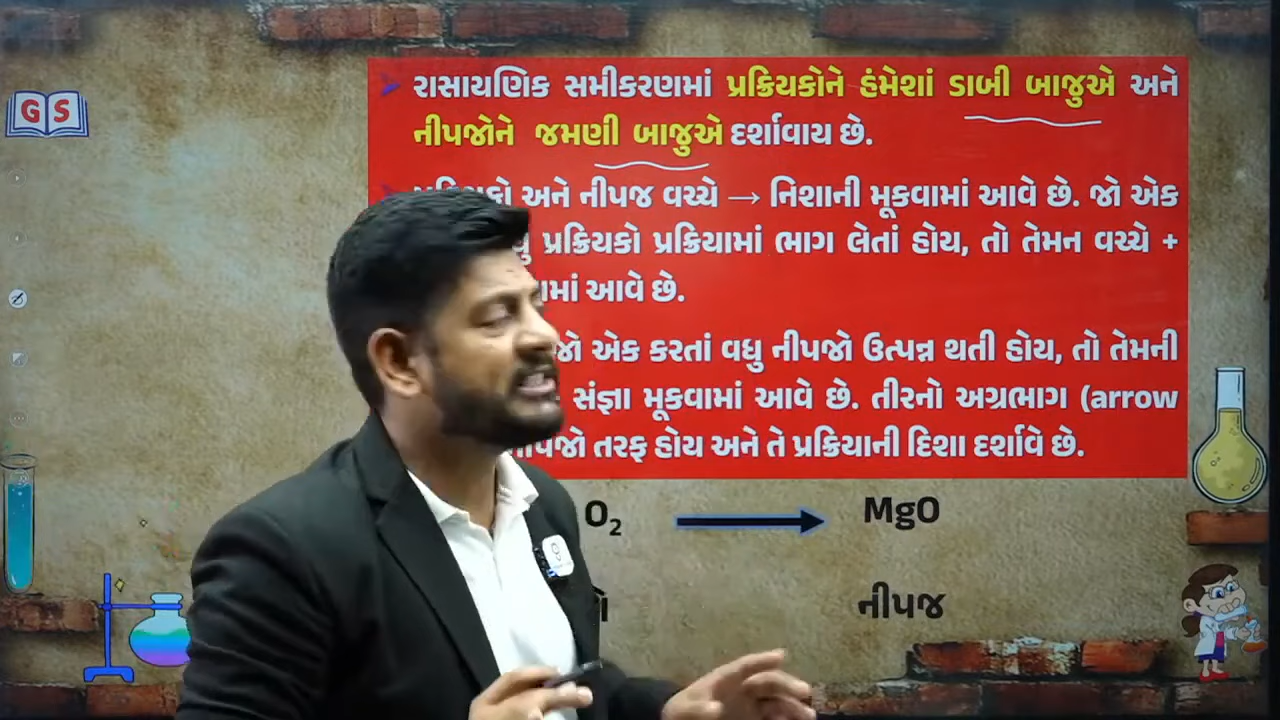 GS
રાસાયણિક સમીકરણમાં પ્રક્રિયકોને હંમેશાં ડાબી બાજુએ અને
નીપજોને જમણી બાજુએ દર્શાવાય છે.
અને નીપજ વચ્ચે → નિશાની મૂકવામાં આવે છે. જો એક
પ્રક્રિયકો પ્રક્રિયામાં ભાગ લેતાં હોય, તો તેમન વચ્ચે +
આવે છે.
જો એક કરતાં વધુ નીપજો ઉત્પન્ન થતી હોય, તો તેમની
સંજ્ઞા મૂકવામાં આવે છે. તીરનો અગ્રભાગ (arrow
તરફ હોય અને તે પ્રક્રિયાની દિશા દર્શાવે છે.
O₂ → MgO
નીપજ